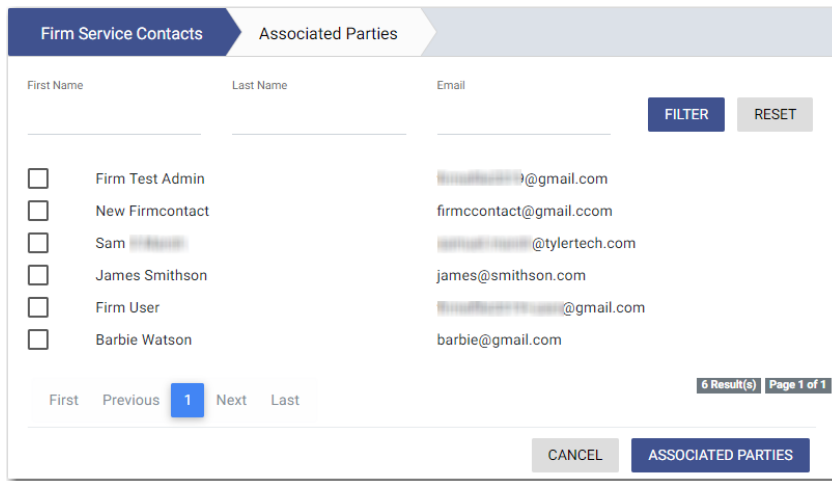 Firm Service Contacts Associated Parties
First Name Last Name Email
FILTER RESET
Firm Test Admin @gmail.com
New Firmcontact firmccontact@gmail.ccom
Sam @tylertech.com
James Smithson james@smithson.com
Firm User @gmail.com
Barbie Watson barbie@gmail.com
6 Result(s) Page 1 of 1
First Previous 1 Next Last
CANCEL ASSOCIATED PARTIES